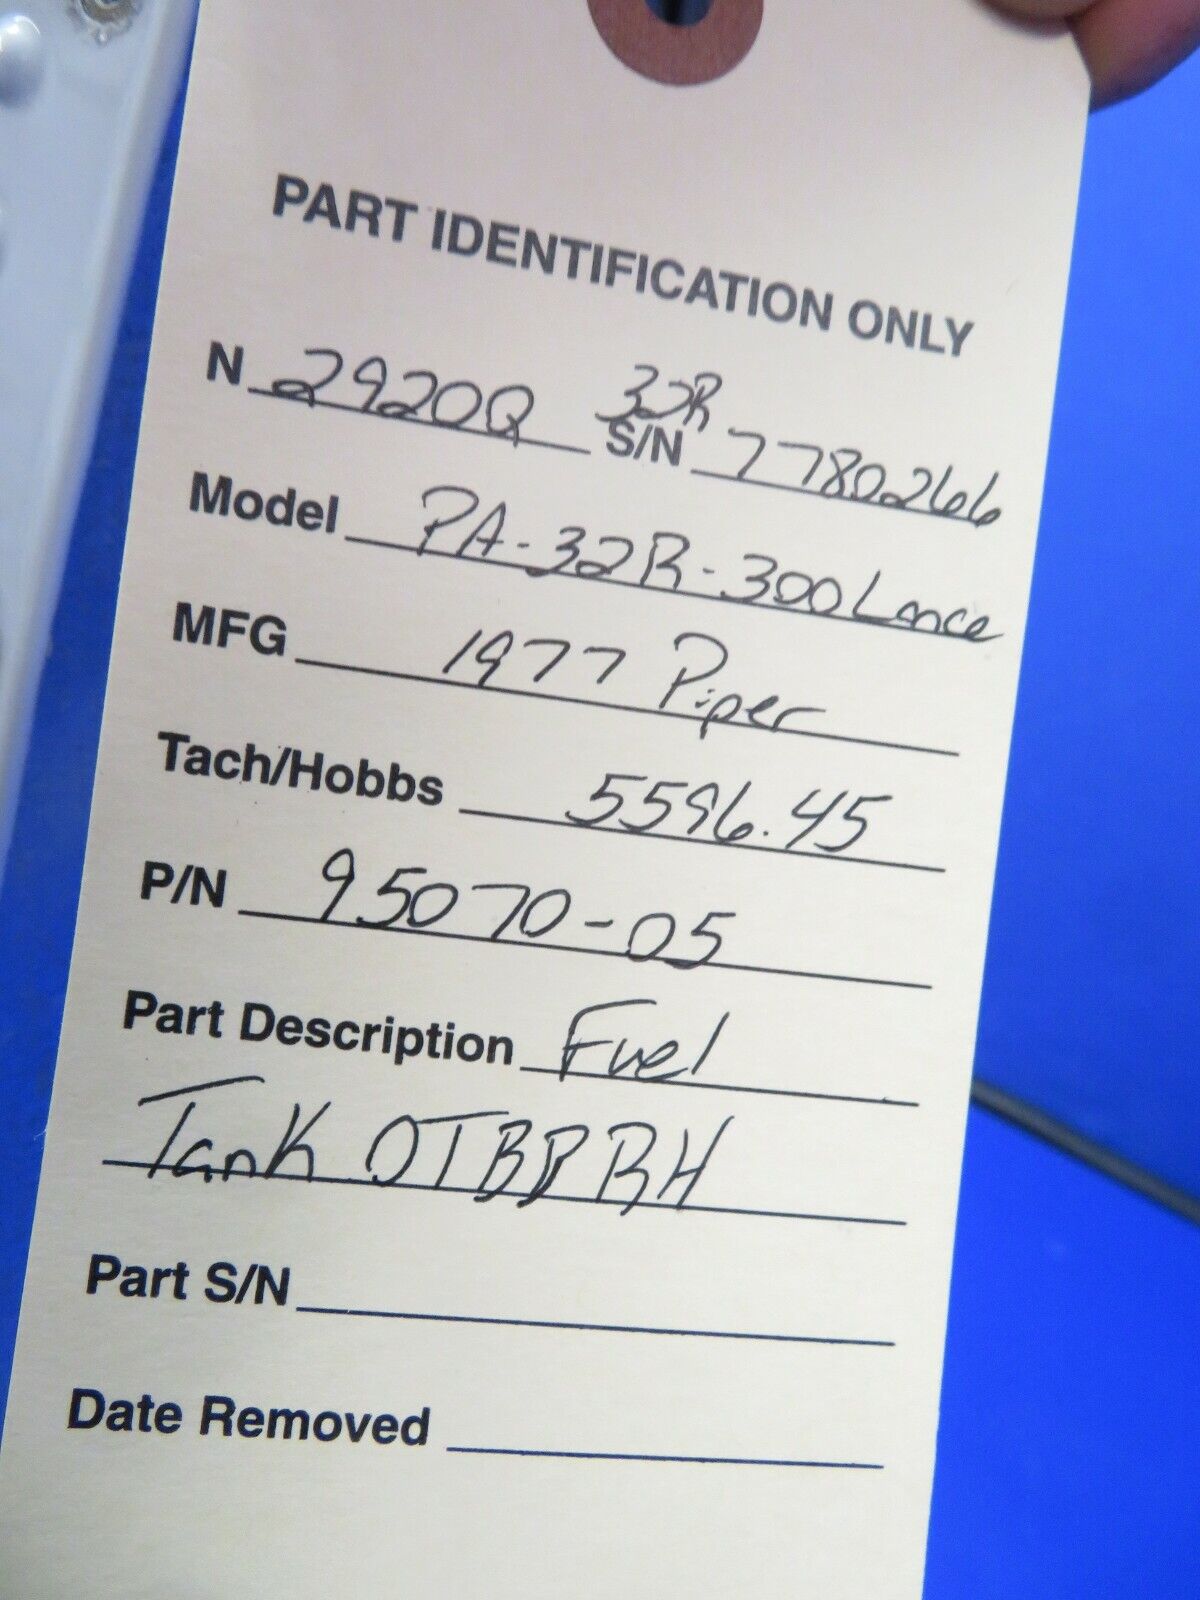 PART IDENTIFICATION ONLY
N 2920Q S/N 32R 7780266
Model PA-32R-300 Lance
MFG 1977 Piper
Tach/Hobbs 5596.45
P/N 95070-05
Part Description Fuel
Tank OTBD RH
Part S/N
Date Removed